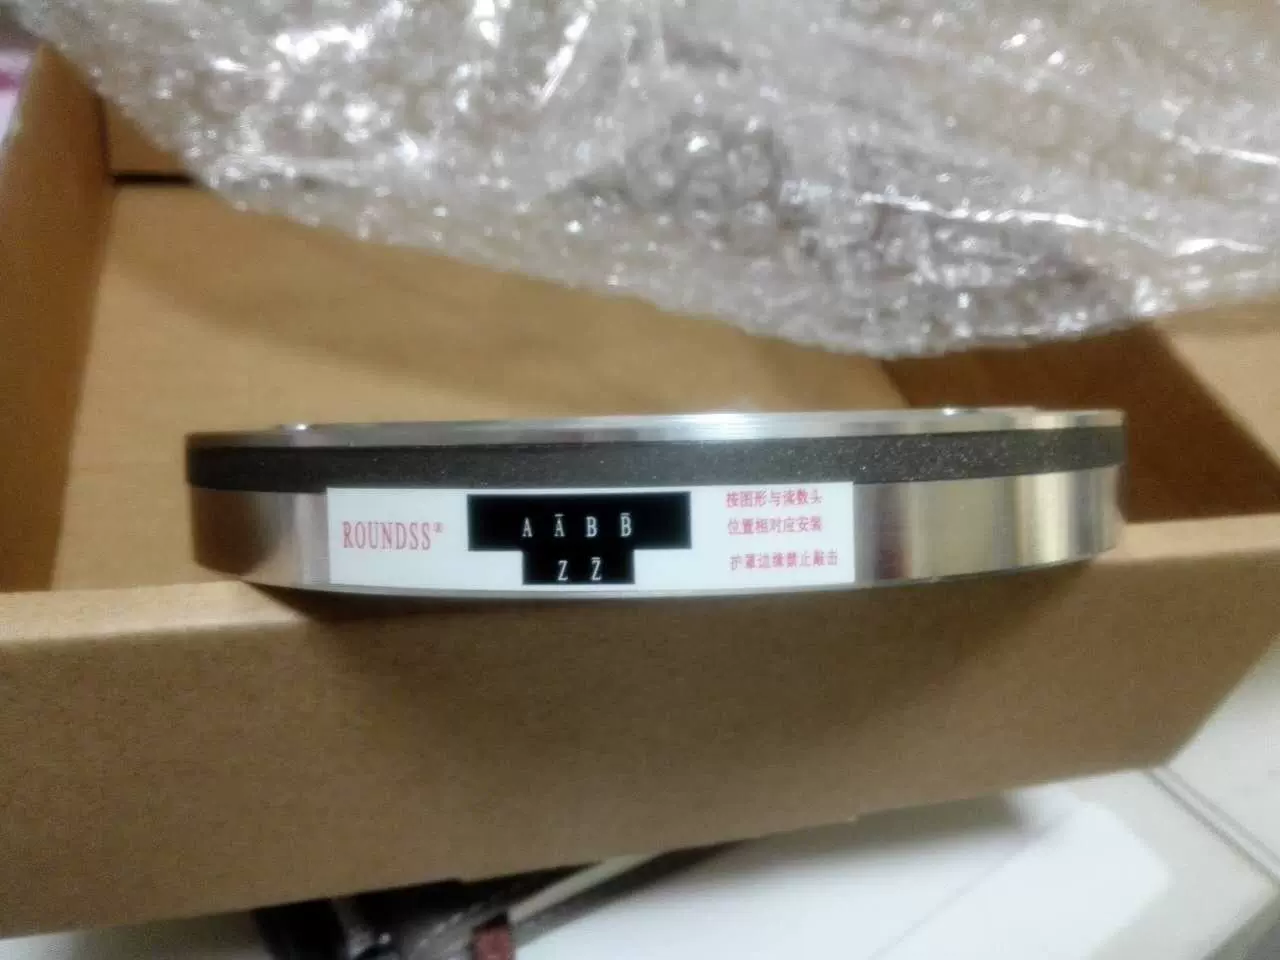 ROUNDSS®
A Ā B B̄
Z Z̄
按图形与读数头
位置相对应安装
护罩边缘禁止敲击